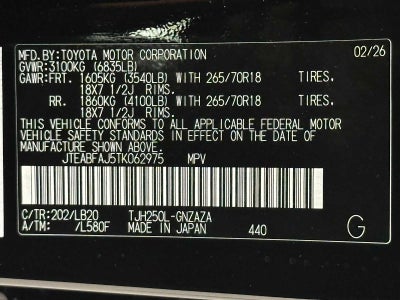 MFD.BY:TOYOTA MOTOR CORPORATION 02/26
GVWR:3100KG (6835LB)
GAWR:FRT. 1605KG (3540LB) WITH 265/70R18 TIRES.
18X7 1/2J RIMS.
RR. 1860KG (4100LB) WITH 265/70R18 TIRES.
18X7 1/2J RIMS.
THIS VEHICLE CONFORMS TO ALL APPLICABLE FEDERAL MOTOR
VEHICLE SAFETY STANDARDS IN EFFECT ON THE DATE OF
MANUFACTURE SHOWN ABOVE.
JTEABFAJ5TK062975 MPV
C/TR:202/LB20 TJH250L-GNZAZA
A/TM: /L580F MADE IN JAPAN 440 G